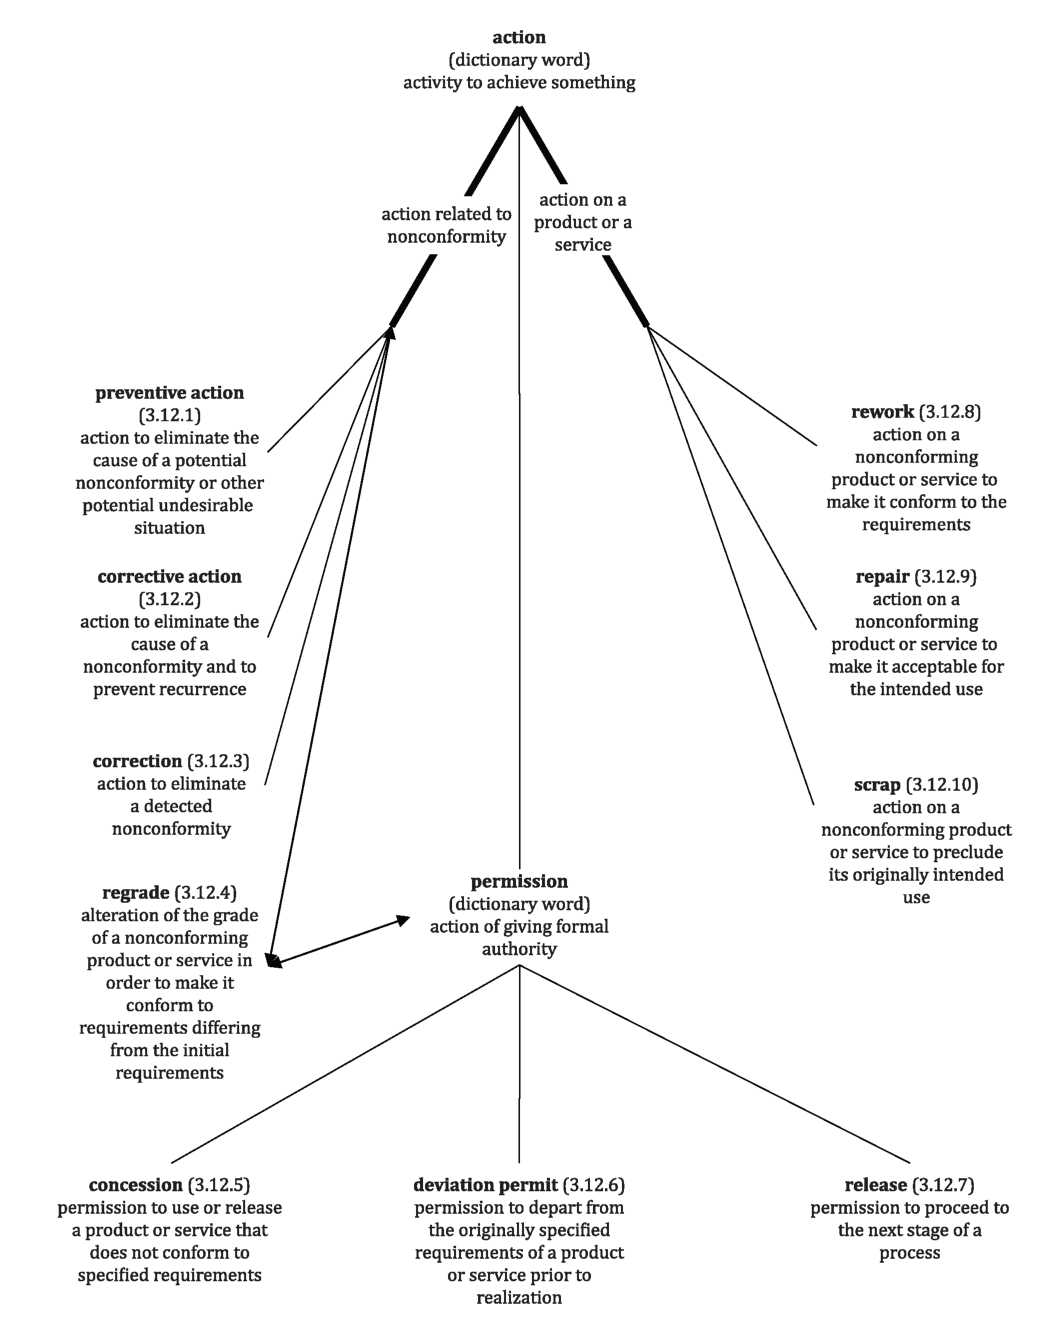 action
(dictionary word)
activity to achieve something
action related to
nonconformity
action on a
product or a
service
preventive action
(3.12.1)
action to eliminate the
cause of a potential
nonconformity or other
potential undesirable
situation
corrective action
(3.12.2)
action to eliminate the
cause of a
nonconformity and to
prevent recurrence
correction (3.12.3)
action to eliminate
a detected
nonconformity
regrade (3.12.4)
alteration of the grade
of a nonconforming
product or service in
order to make it
conform to
requirements differing
from the initial
requirements
rework (3.12.8)
action on a
nonconforming
product or service to
make it conform to the
requirements
repair (3.12.9)
action on a
nonconforming
product or service to
make it acceptable for
the intended use
scrap (3.12.10)
action on a
nonconforming product
or service to preclude
its originally intended
use
permission
(dictionary word)
action of giving formal
authority
concession (3.12.5)
permission to use or release
a product or service that
does not conform to
specified requirements
deviation permit (3.12.6)
permission to depart from
the originally specified
requirements of a product
or service prior to
realization
release (3.12.7)
permission to proceed to
the next stage of a
process